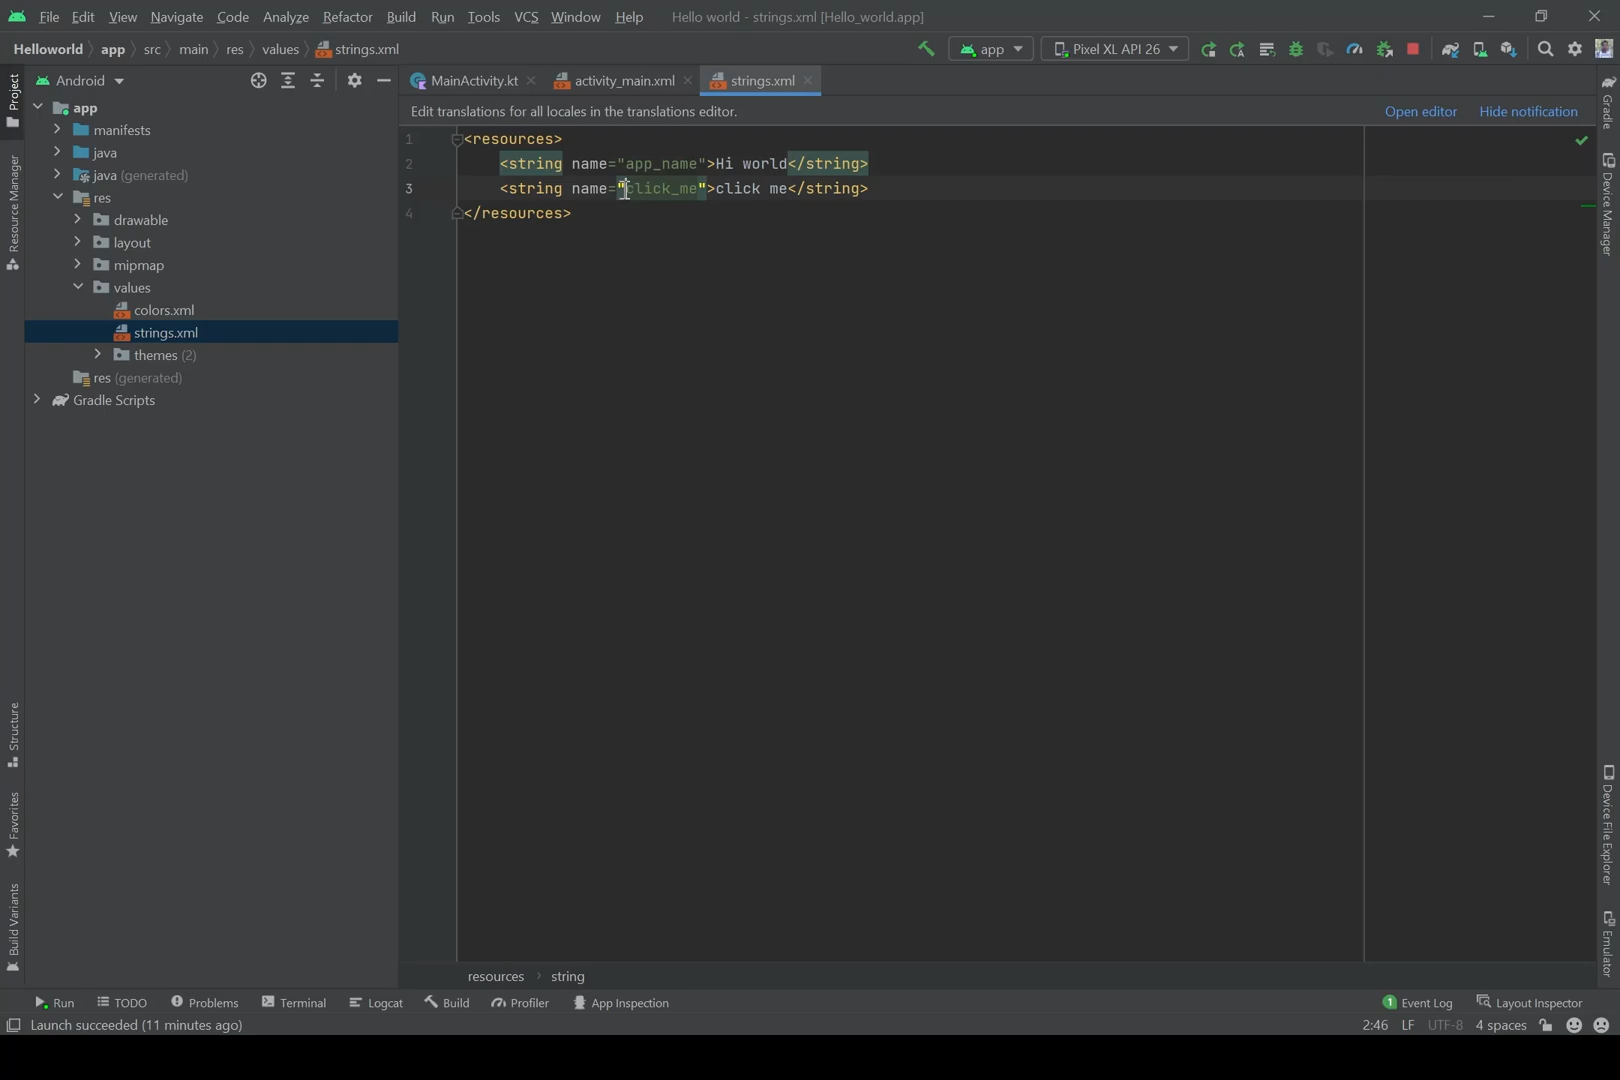 File Edit View Navigate Code Analyze Refactor Build Run Tools VCS Window Help Hello world - strings.xml [Hello_world.app]
Helloworld app src main res values strings.xml app Pixel XL API 26
Project
Resource Manager
Structure
Favorites
Build Variants
Android
app
manifests
java
java (generated)
res
drawable
layout
mipmap
values
colors.xml
strings.xml
themes (2)
res (generated)
Gradle Scripts
MainActivity.kt activity_main.xml strings.xml
Edit translations for all locales in the translations editor. Open editor Hide notification
1 <resources>
2 <string name="app_name">Hi world</string>
3 <string name="click_me">click me</string>
4 </resources>
resources string
Gradle
Device Manager
Device File Explorer
Emulator
Run TODO Problems Terminal Logcat Build Profiler App Inspection 1 Event Log Layout Inspector
Launch succeeded (11 minutes ago) 2:46 LF UTF-8 4 spaces